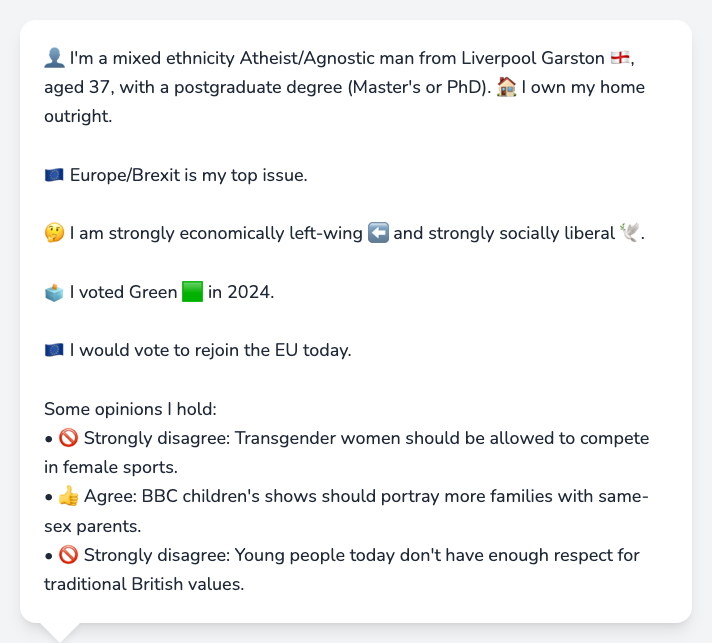 👤 I'm a mixed ethnicity Atheist/Agnostic man from Liverpool Garston 🏴󠁧󠁢󠁥󠁮󠁧󠁿,
aged 37, with a postgraduate degree (Master's or PhD). 🏠 I own my home
outright.
🇪🇺 Europe/Brexit is my top issue.
🤔 I am strongly economically left-wing ⬅️ and strongly socially liberal 🕊️.
🗳️ I voted Green 🟩 in 2024.
🇪🇺 I would vote to rejoin the EU today.
Some opinions I hold:
• 🚫 Strongly disagree: Transgender women should be allowed to compete
in female sports.
• 👍 Agree: BBC children's shows should portray more families with same-
sex parents.
• 🚫 Strongly disagree: Young people today don't have enough respect for
traditional British values.